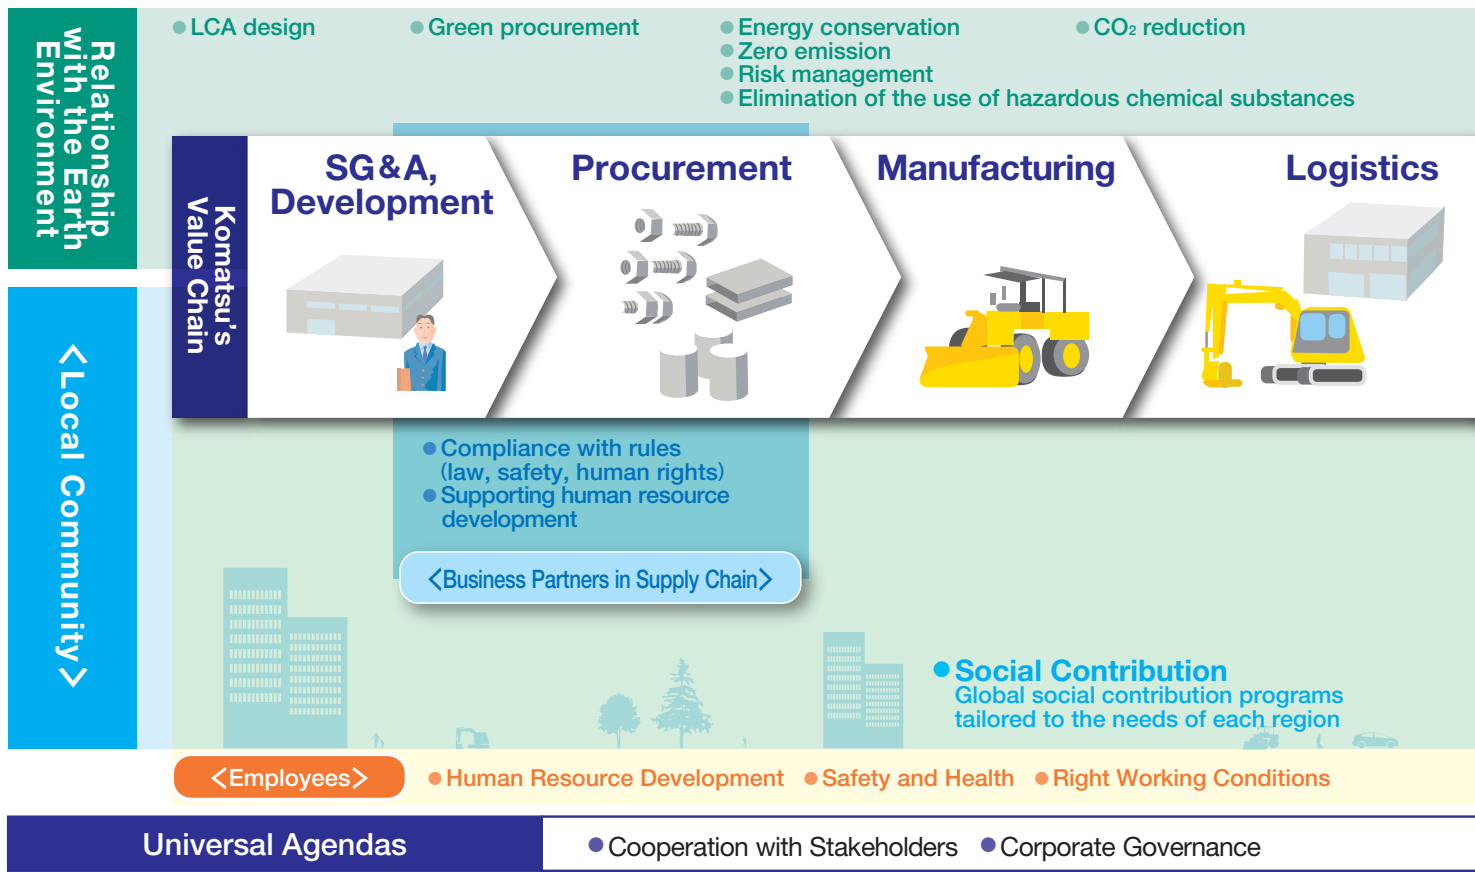 Relationship
with the Earth
Environment
LCA design
Green procurement
Energy conservation
Zero emission
Risk management
Elimination of the use of hazardous chemical substances
CO₂ reduction
Komatsu's
Value Chain
SG&A,
Development
Procurement
Manufacturing
Logistics
<Local Community>
Compliance with rules
(law, safety, human rights)
Supporting human resource
development
<Business Partners in Supply Chain>
Social Contribution
Global social contribution programs
tailored to the needs of each region
<Employees>
Human Resource Development
Safety and Health
Right Working Conditions
Universal Agendas
Cooperation with Stakeholders
Corporate Governance